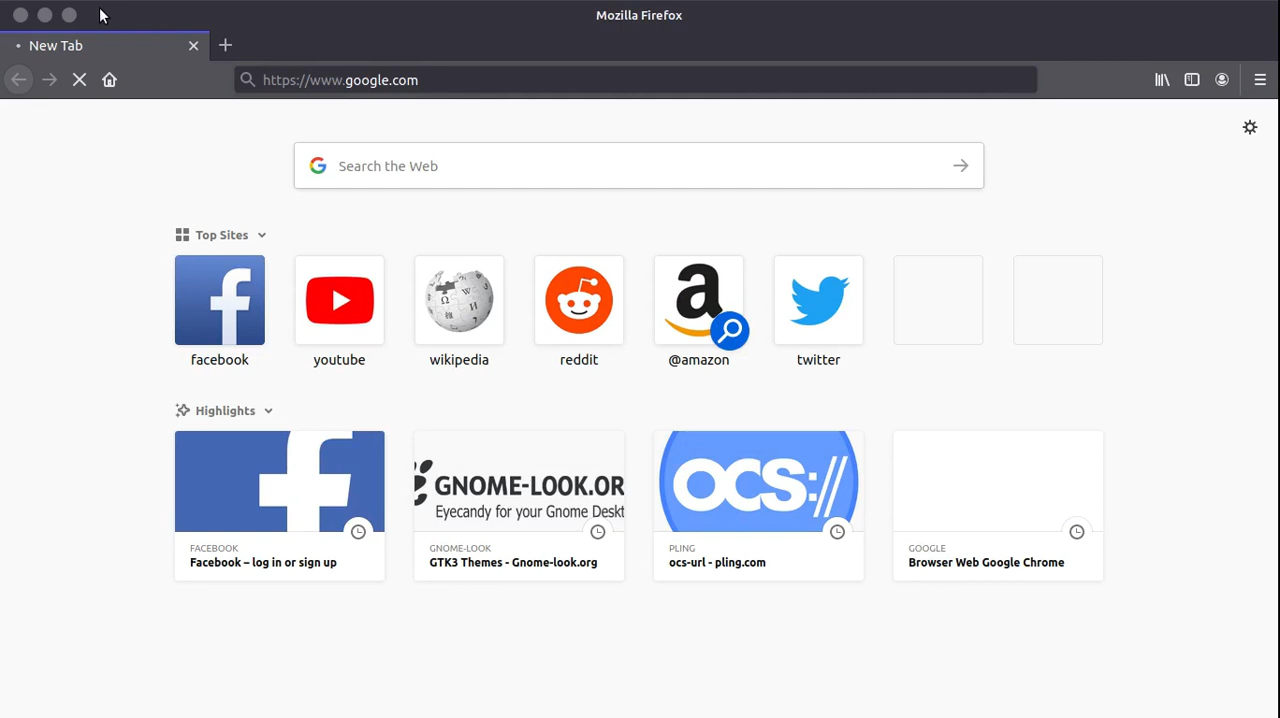 Mozilla Firefox
New Tab
https://www.google.com
Search the Web
Top Sites
facebook
youtube
wikipedia
reddit
@amazon
twitter
Highlights
GNOME-LOOK.OR
Eyecandy for your Gnome Deskt
OCS://
FACEBOOK
Facebook – log in or sign up
GNOME-LOOK
GTK3 Themes - Gnome-look.org
PLING
ocs-url - pling.com
GOOGLE
Browser Web Google Chrome